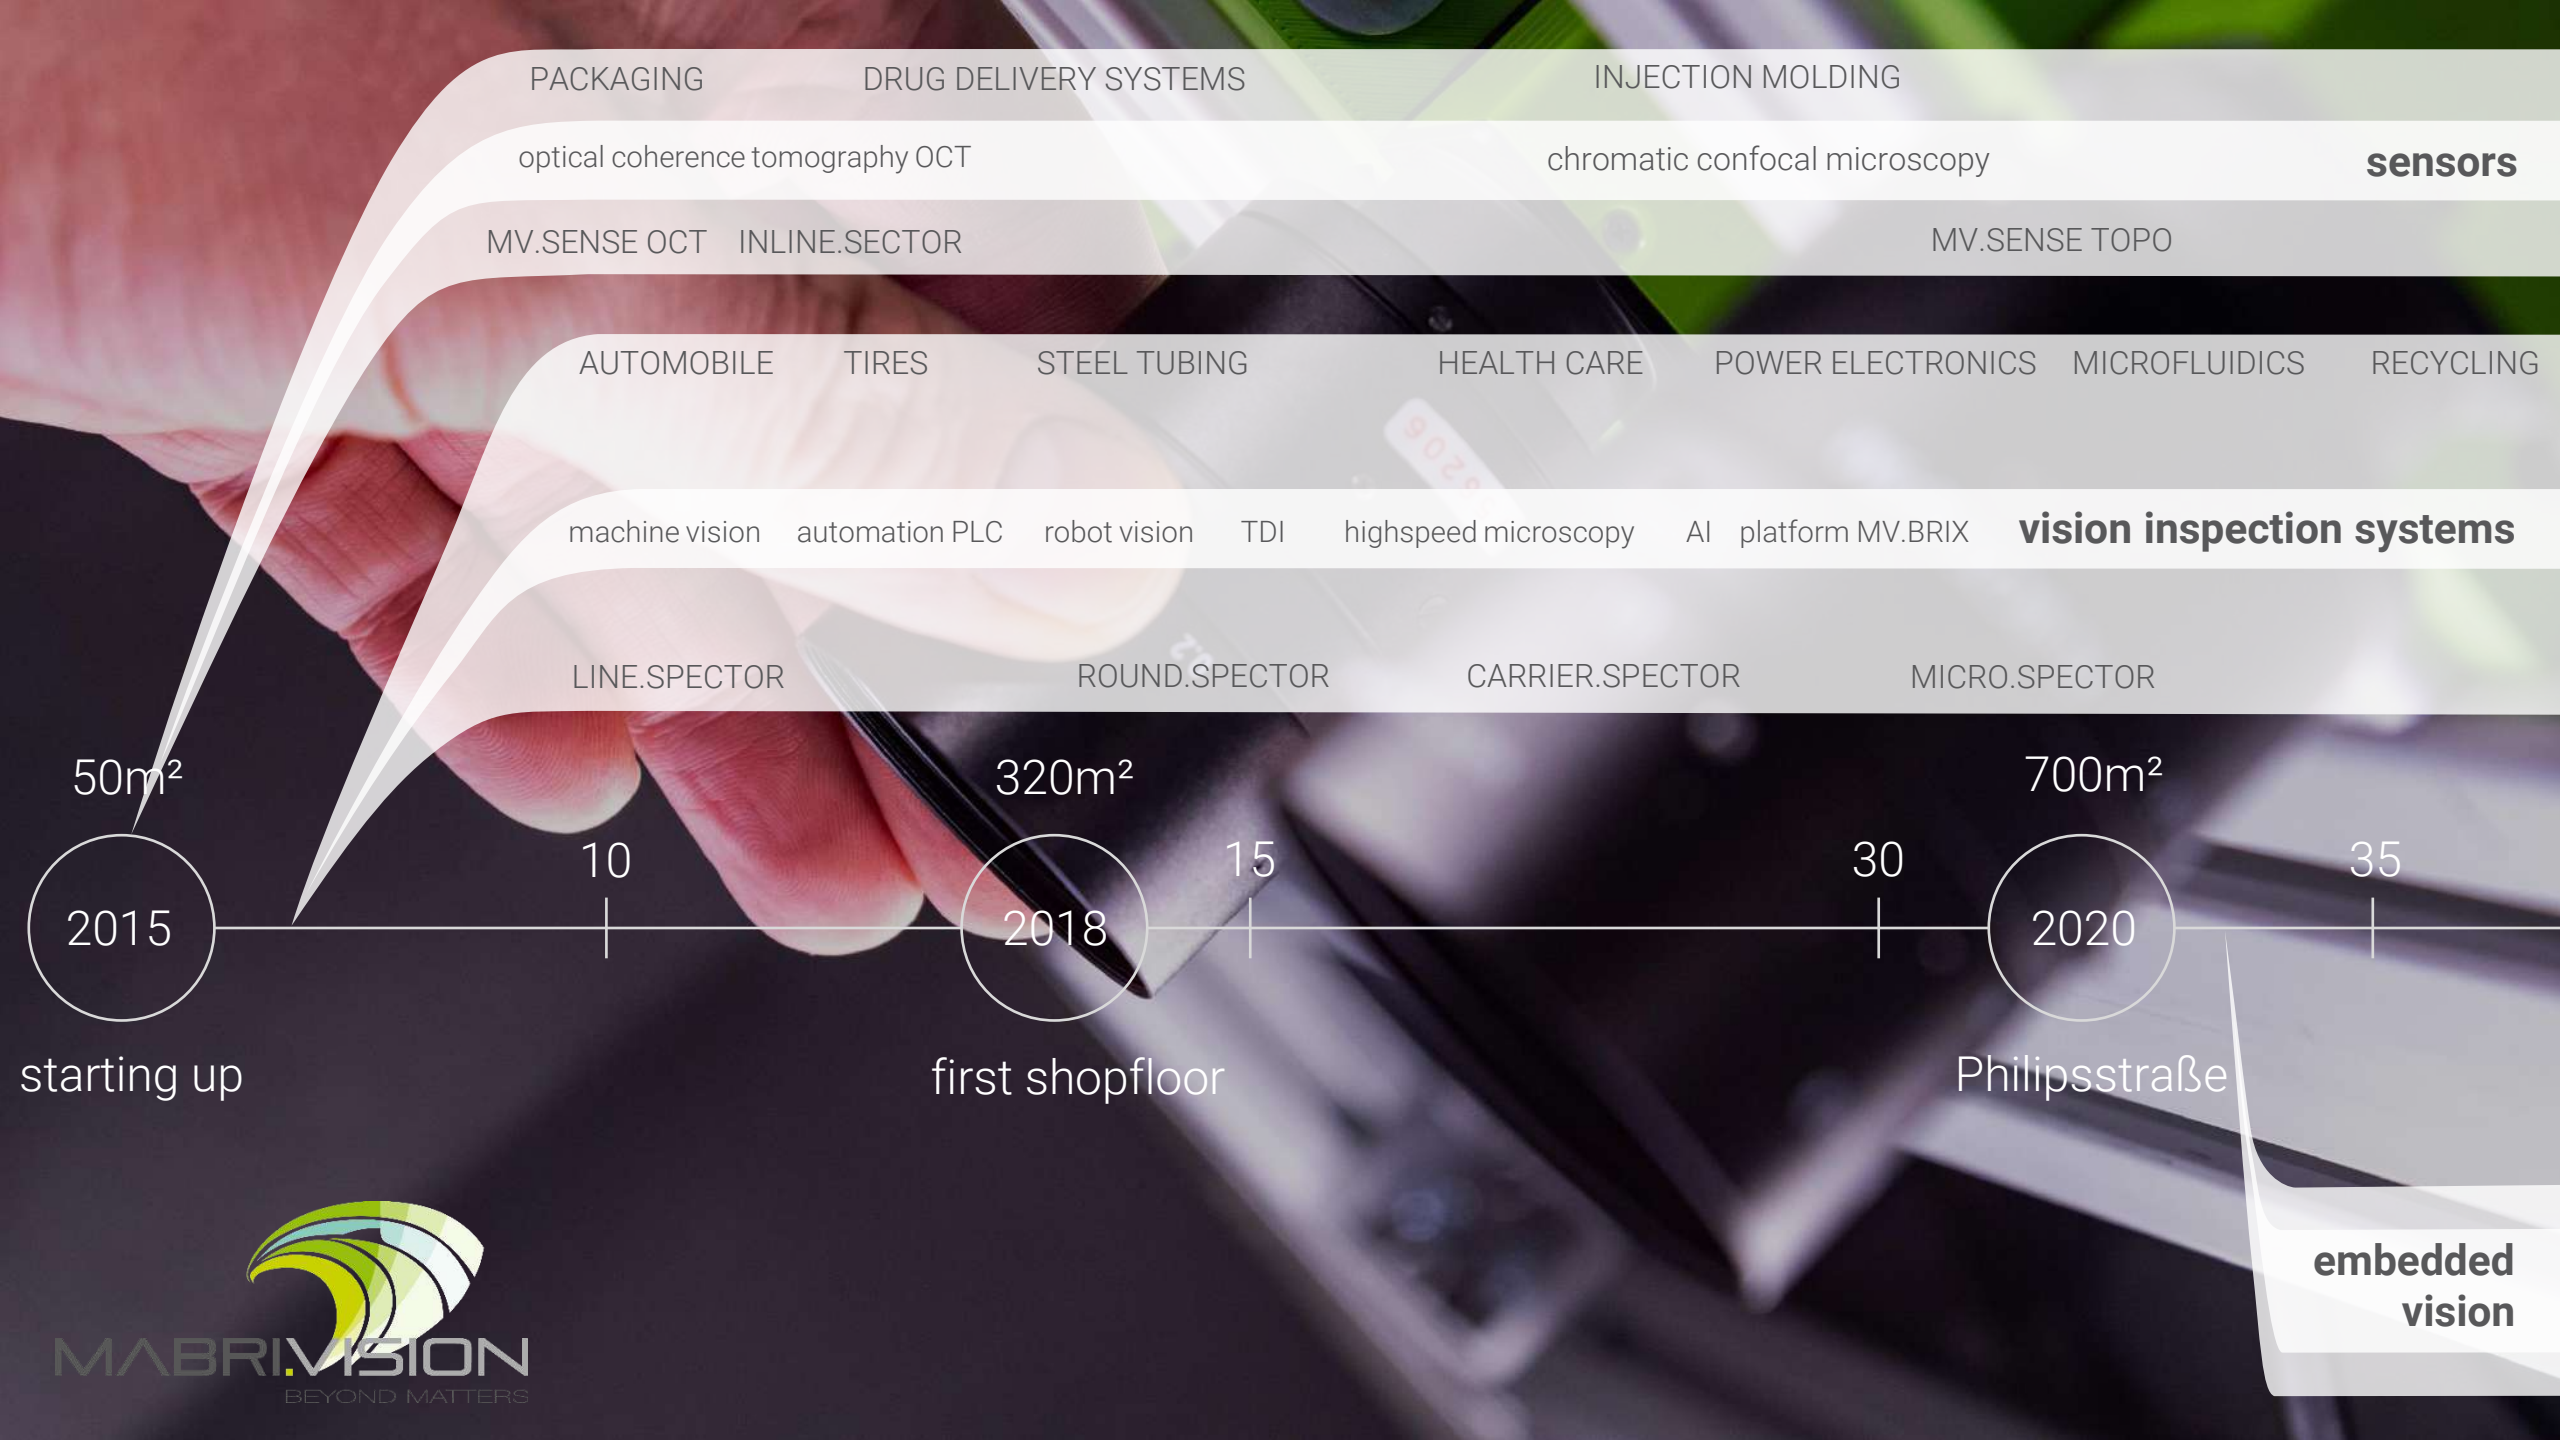 PACKAGING DRUG DELIVERY SYSTEMS INJECTION MOLDING
optical coherence tomography OCT chromatic confocal microscopy sensors
MV.SENSE OCT INLINE.SECTOR MV.SENSE TOPO
AUTOMOBILE TIRES STEEL TUBING HEALTH CARE POWER ELECTRONICS MICROFLUIDICS RECYCLING
machine vision automation PLC robot vision TDI highspeed microscopy AI platform MV.BRIX vision inspection systems
LINE.SPECTOR ROUND.SPECTOR CARRIER.SPECTOR MICRO.SPECTOR
50m² 320m² 700m²
10 15 30 35
2015 2018 2020
starting up first shopfloor Philipsstraße
embedded
vision
MABRI.VISION
BEYOND MATTERS